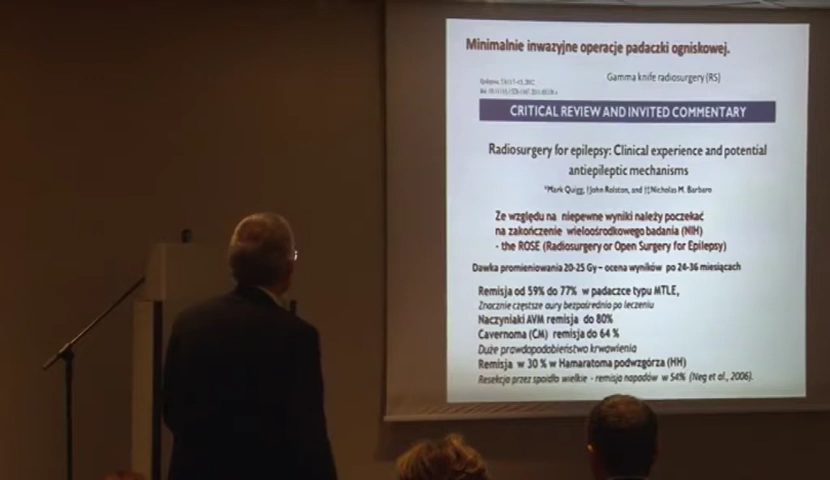 Minimalnie inwazyjne operacje padaczki ogniskowej.
Gamma knife radiosurgery (RS)
CRITICAL REVIEW AND INVITED COMMENTARY
Radiosurgery for epilepsy: Clinical experience and potential
antiepileptic mechanisms
*Mark Quigg, †John Rolston, and †‡Nicholas M. Barbaro
Ze względu na niepewne wyniki należy poczekać
na zakończenie wieloośrodkowego badania (NIH)
- the ROSE (Radiosurgery or Open Surgery for Epilepsy)
Dawka promieniowania 20-25 Gy – ocena wyników po 24-36 miesiącach
Remisja od 59% do 77% w padaczce typu MTLE,
Znacznie częstsze aury bezpośrednio po leczeniu
Naczyniaki AVM remisja do 80%
Cavernoma (CM) remisja do 64 %
Duże prawdopodobieństwo krwawienia
Remisja w 30 % w Hamaratoma podwzgórza (HH)
Resekcja przez spoidło wielkie - remisja napadów w 54% (Neg et al., 2006).